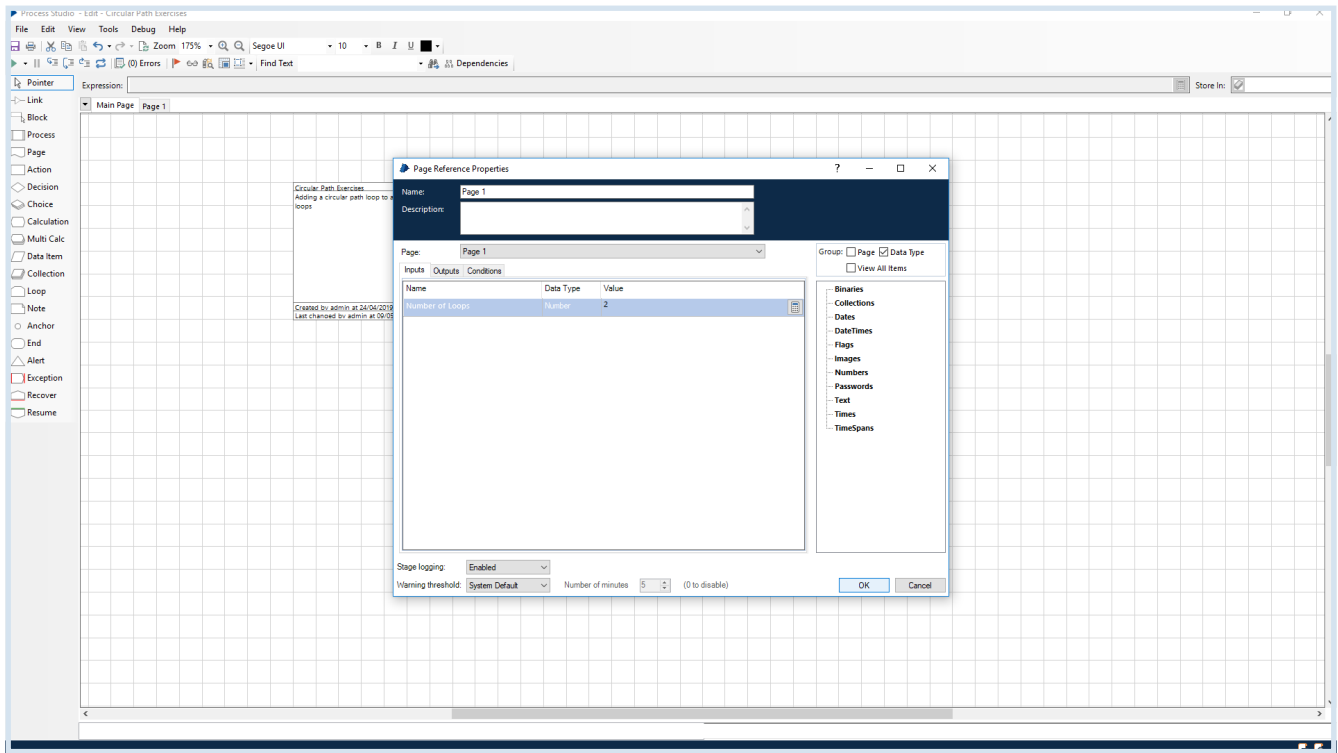 Process Studio - Edit - Circular Path Exercises
File Edit View Tools Debug Help
Zoom 175% Segoe UI 10 B I U
(0) Errors Find Text Dependencies
Pointer
Expression:
Store In:
Link
Main Page Page 1
Block
Process
Page
Action
Decision
Choice
Calculation
Multi Calc
Data Item
Collection
Loop
Note
Anchor
End
Alert
Exception
Recover
Resume
Circular Path Exercises
Adding a circular path loop to
loops
Created by admin at 24/04/2019
Last changed by admin at 09/05
Page Reference Properties
?
Name: Page 1
Description:
Page: Page 1
Group: Page Data Type
View All Items
Inputs Outputs Conditions
Name Data Type Value
Number of Loops Number 2
Binaries
Collections
Dates
DateTimes
Flags
Images
Numbers
Passwords
Text
Times
TimeSpans
Stage logging: Enabled
Warning threshold: System Default Number of minutes 5 (0 to disable)
OK Cancel